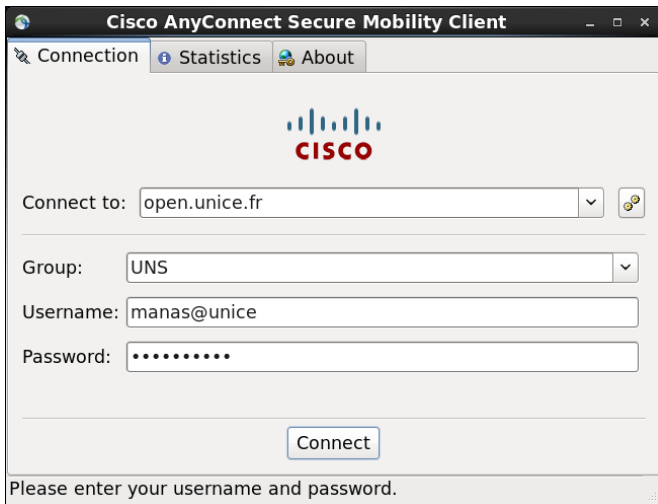 Cisco AnyConnect Secure Mobility Client
Connection Statistics About
CISCO
Connect to: open.unice.fr
Group: UNS
Username: manas@unice
Password: ••••••••••
Connect
Please enter your username and password.